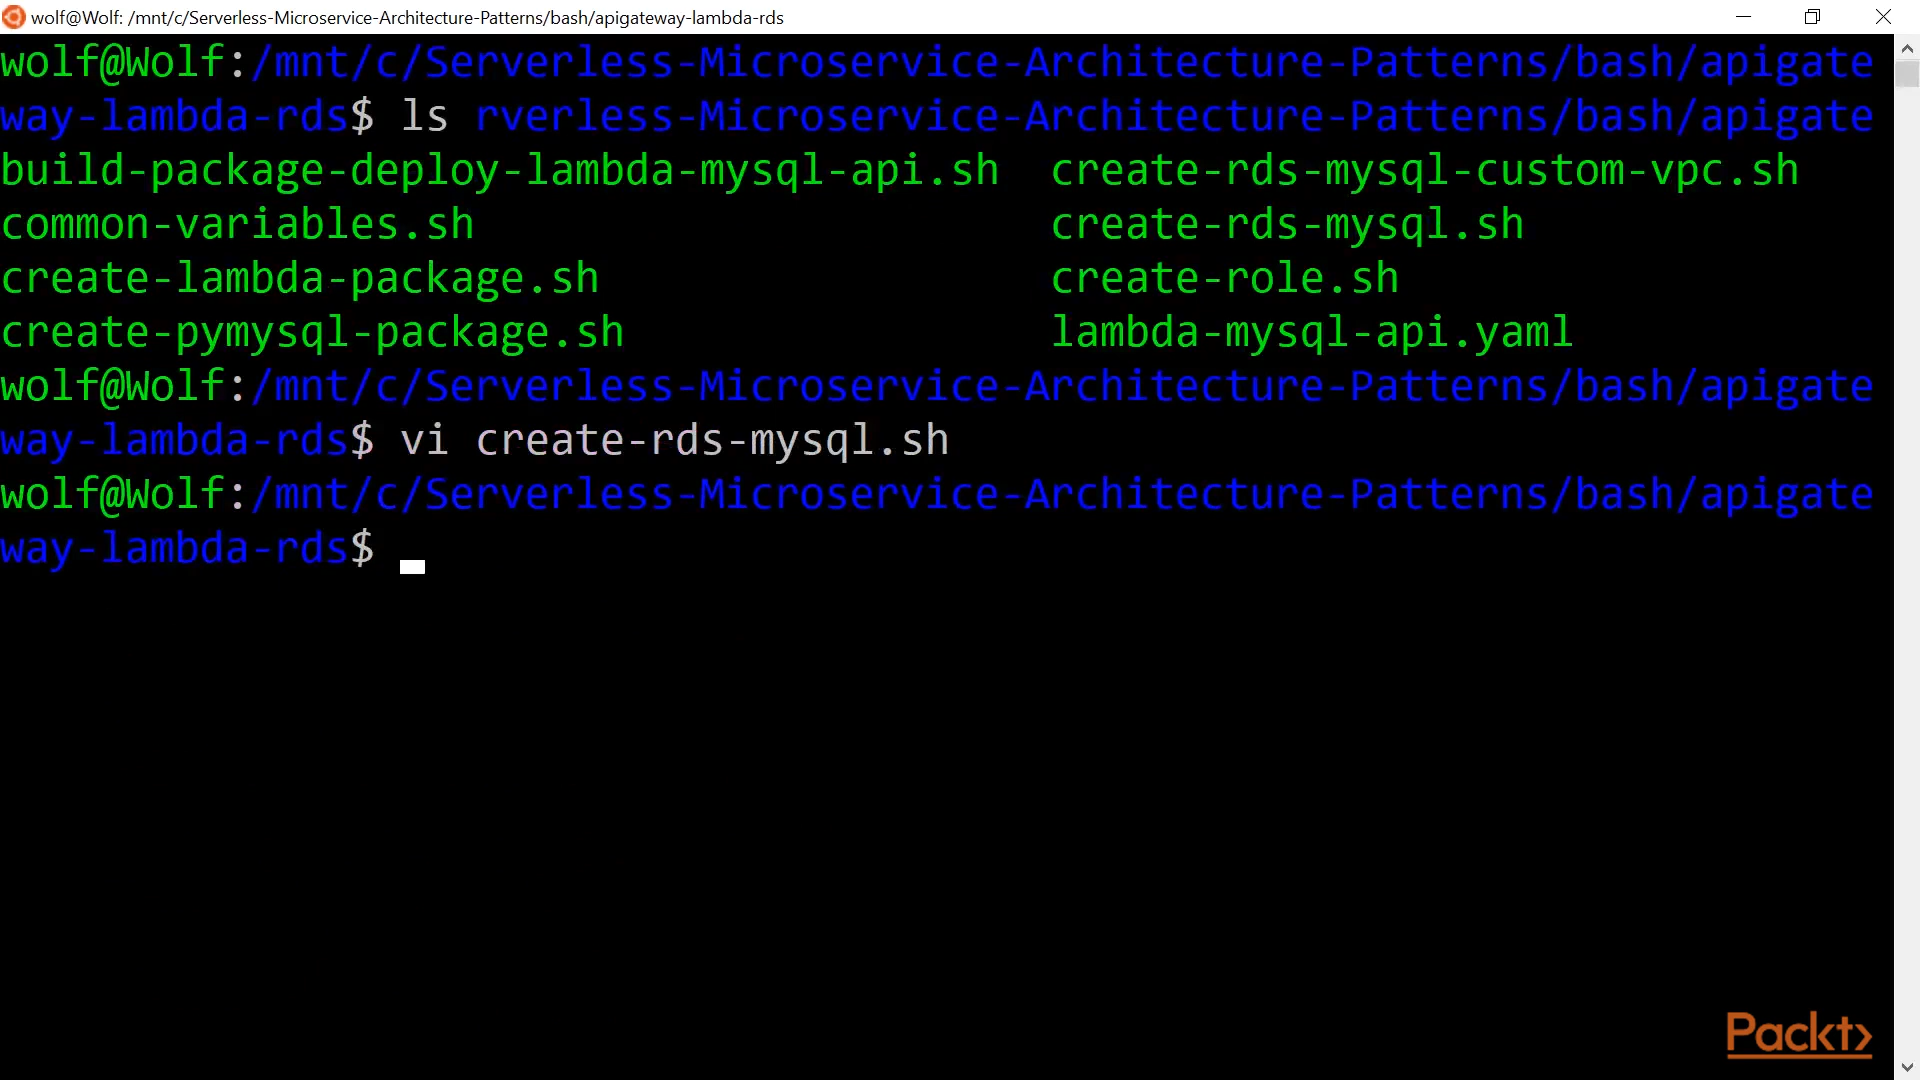 wolf@Wolf: /mnt/c/Serverless-Microservice-Architecture-Patterns/bash/apigateway-lambda-rds
wolf@Wolf:/mnt/c/Serverless-Microservice-Architecture-Patterns/bash/apigate
way-lambda-rds$ ls rverless-Microservice-Architecture-Patterns/bash/apigate
build-package-deploy-lambda-mysql-api.sh  create-rds-mysql-custom-vpc.sh
common-variables.sh                       create-rds-mysql.sh
create-lambda-package.sh                  create-role.sh
create-pymysql-package.sh                 lambda-mysql-api.yaml
wolf@Wolf:/mnt/c/Serverless-Microservice-Architecture-Patterns/bash/apigate
way-lambda-rds$ vi create-rds-mysql.sh
wolf@Wolf:/mnt/c/Serverless-Microservice-Architecture-Patterns/bash/apigate
way-lambda-rds$
Packt